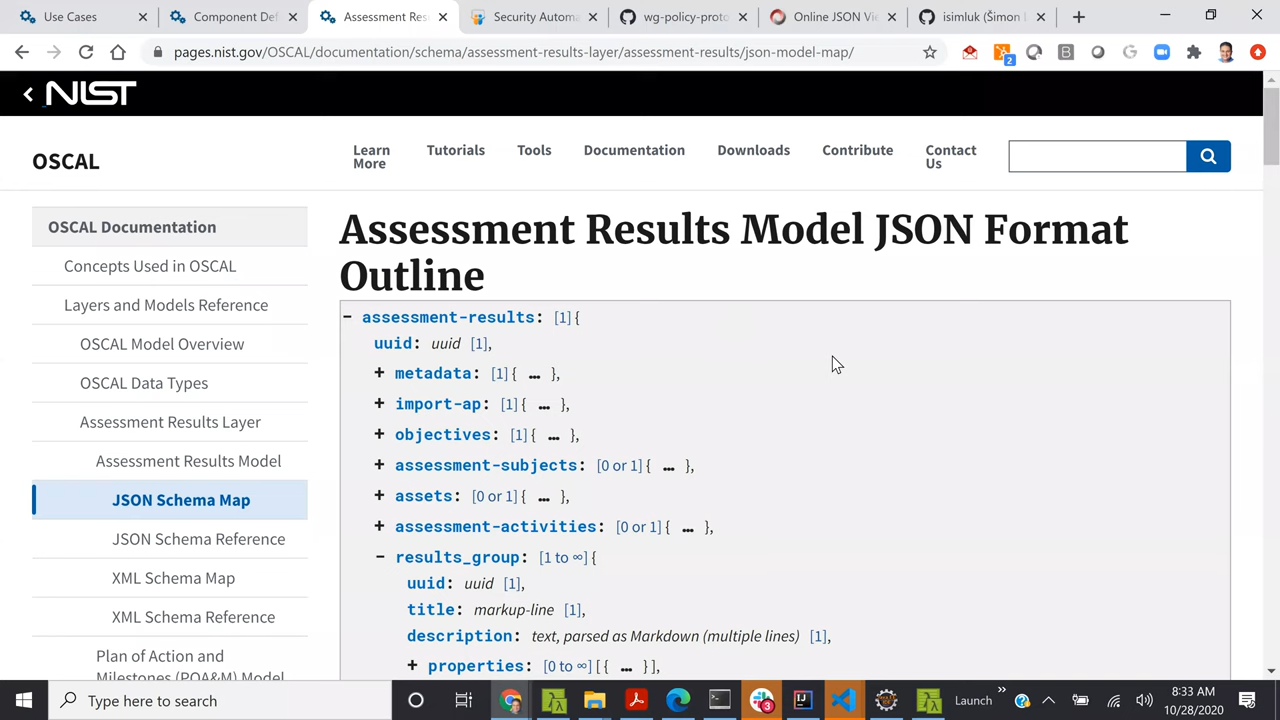 Use Cases
Component Def
Assessment Res
Security Automa
wg-policy-proto
Online JSON Vie
isimluk (Šimon L
pages.nist.gov/OSCAL/documentation/schema/assessment-results-layer/assessment-results/json-model-map/
2
NIST
OSCAL
Learn More
Tutorials
Tools
Documentation
Downloads
Contribute
Contact Us
OSCAL Documentation
Concepts Used in OSCAL
Layers and Models Reference
OSCAL Model Overview
OSCAL Data Types
Assessment Results Layer
Assessment Results Model
JSON Schema Map
JSON Schema Reference
XML Schema Map
XML Schema Reference
Plan of Action and
Milestones (POA&M) Model
Assessment Results Model JSON Format
Outline
- assessment-results: [1] {
uuid: uuid [1],
+ metadata: [1] { … },
+ import-ap: [1] { … },
+ objectives: [1] { … },
+ assessment-subjects: [0 or 1] { … },
+ assets: [0 or 1] { … },
+ assessment-activities: [0 or 1] { … },
- results_group: [1 to ∞] {
uuid: uuid [1],
title: markup-line [1],
description: text, parsed as Markdown (multiple lines) [1],
+ properties: [0 to ∞] [ { … } ],
Type here to search
3
Launch
8:33 AM
10/28/2020